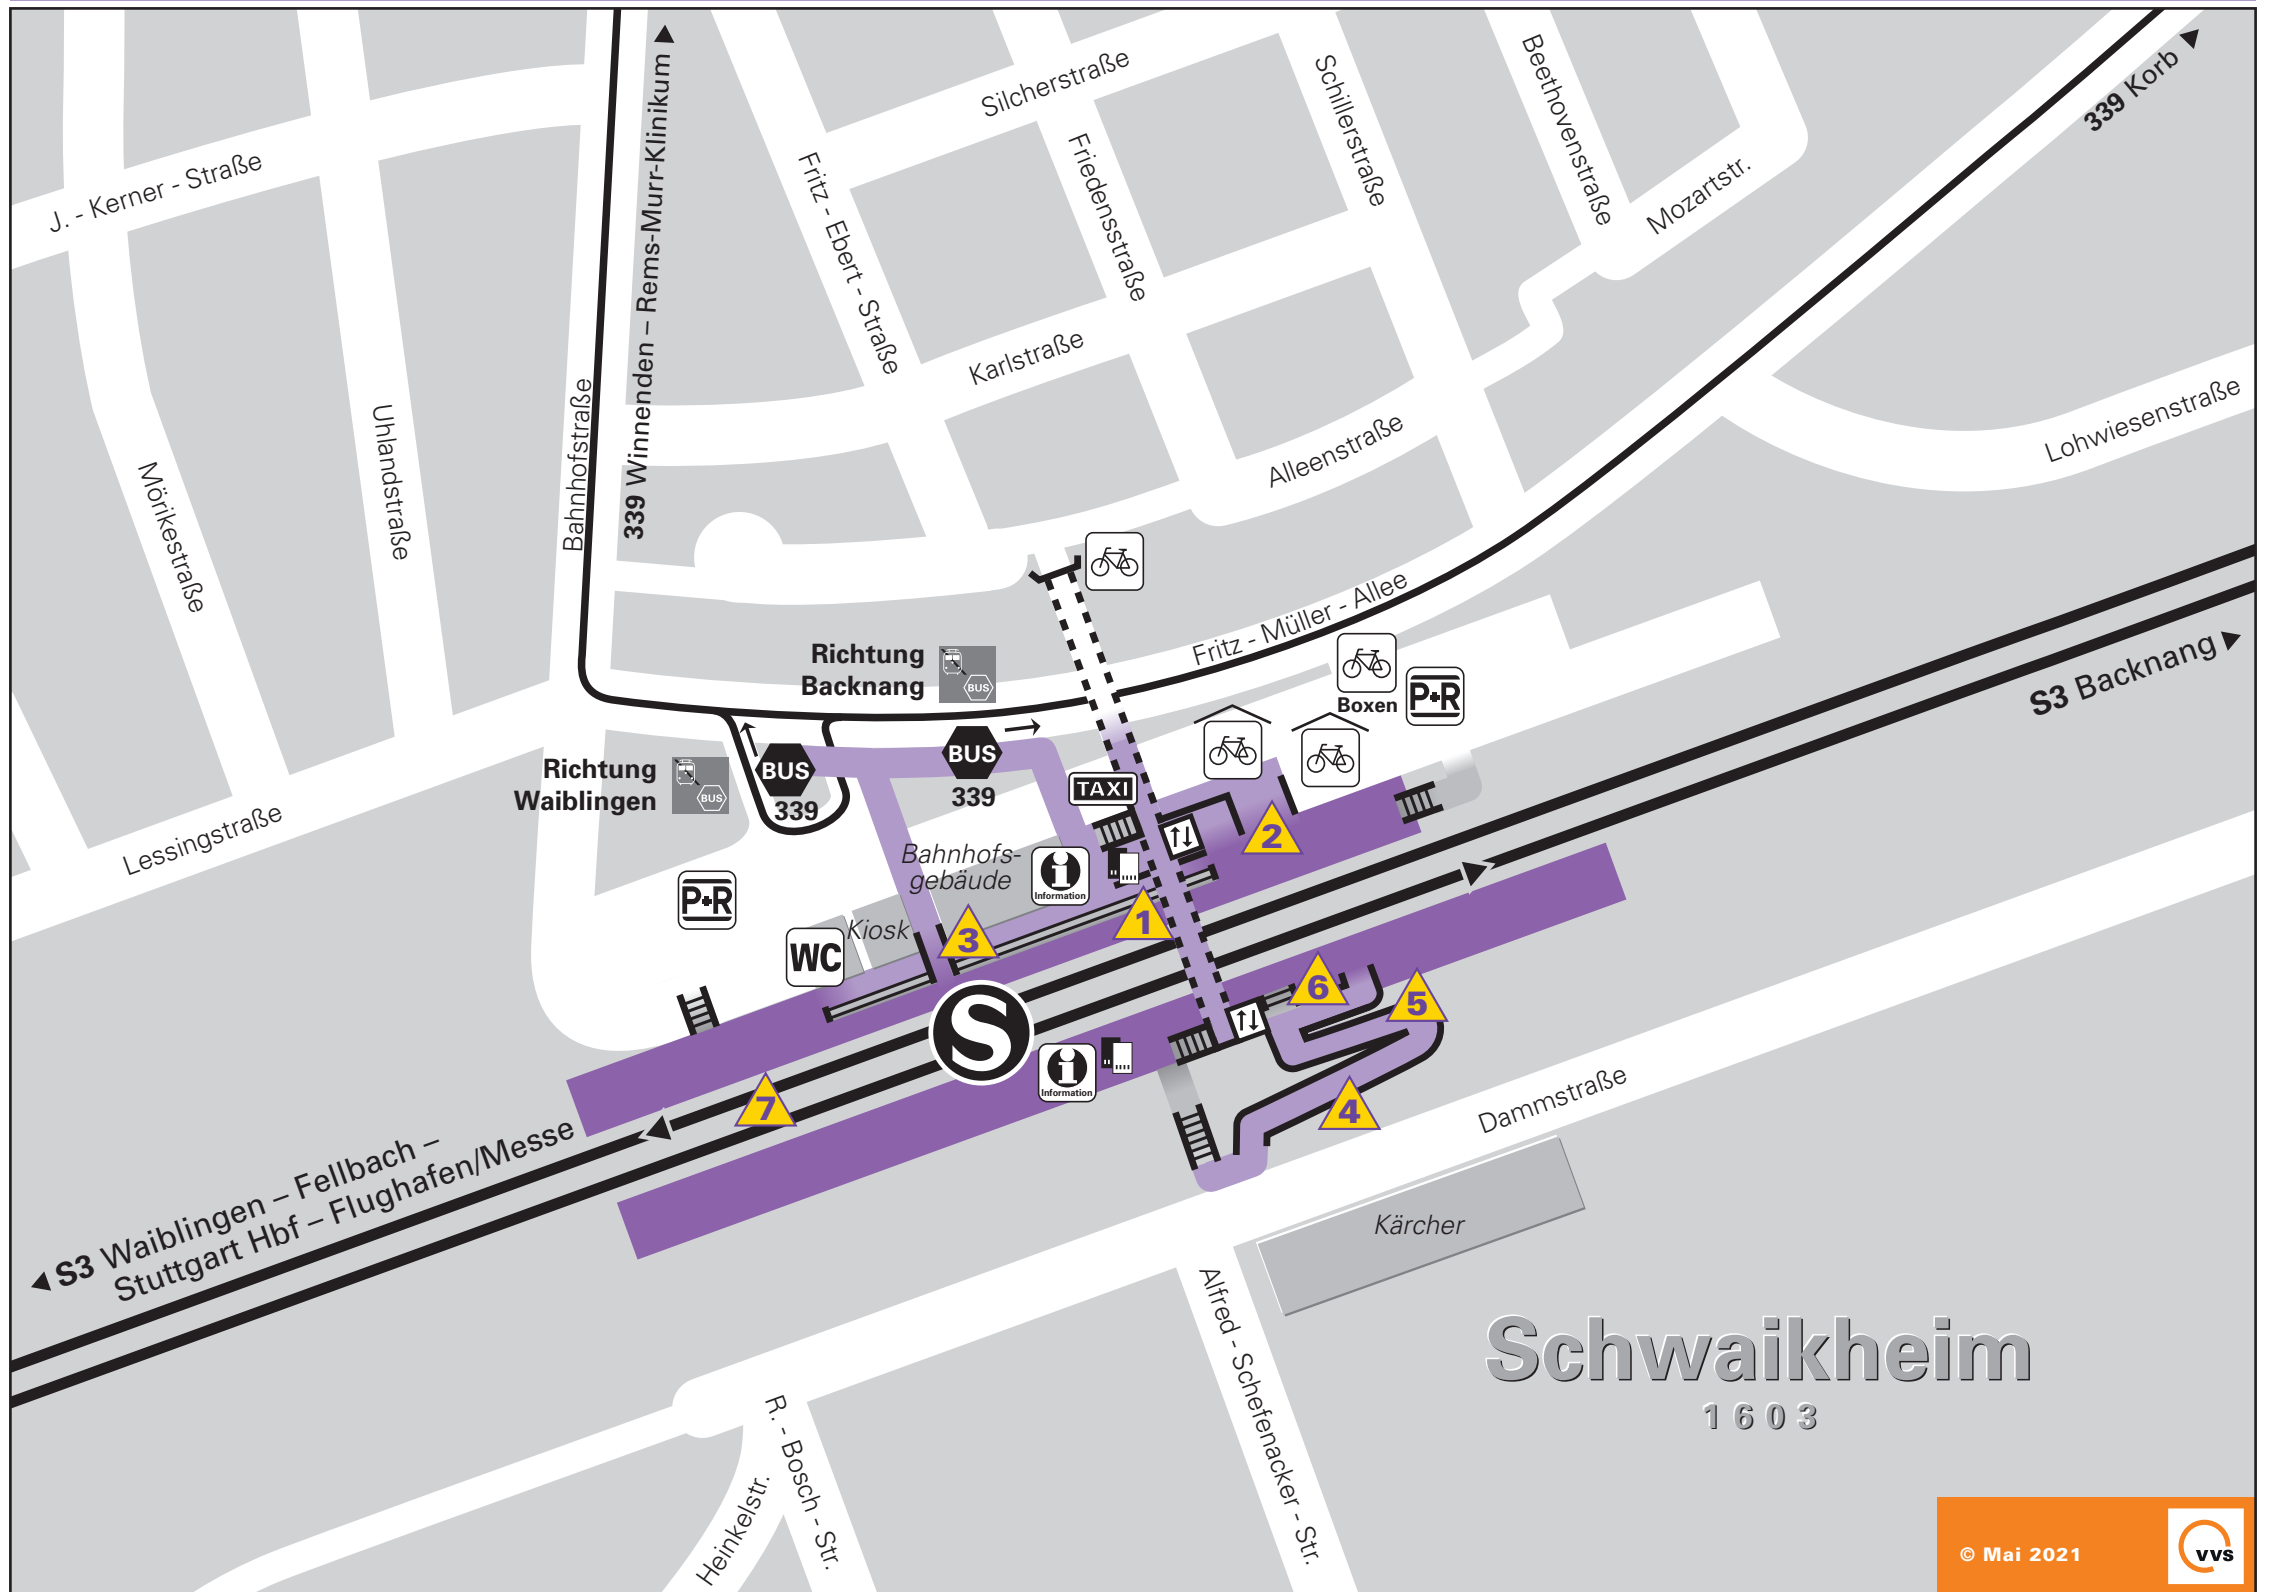 339 Winnenden – Rems-Murr-Klinikum
339 Korb
J. - Kerner - Straße
Silcherstraße
Schillerstraße
Beethovenstraße
Mozartstr.
Fritz - Ebert - Straße
Friedensstraße
Karlstraße
Alleenstraße
Lohwiesenstraße
Mörikestraße
Uhlandstraße
Bahnhofstraße
Fritz - Müller - Allee
Lessingstraße
Richtung
Backnang
BUS
Richtung
Waiblingen
BUS
BUS
339
BUS
339
TAXI
Boxen
P+R
S3 Backnang
2
Bahnhofs-
gebäude
i
Information
P+R
Kiosk
WC
3
1
6
5
S
i
Information
7
4
Dammstraße
S3 Waiblingen – Fellbach –
Stuttgart Hbf – Flughafen/Messe
Kärcher
Alfred - Schefenacker - Str.
R. - Bosch - Str.
Heinkelstr.
Schwaikheim
1603
© Mai 2021
VVS